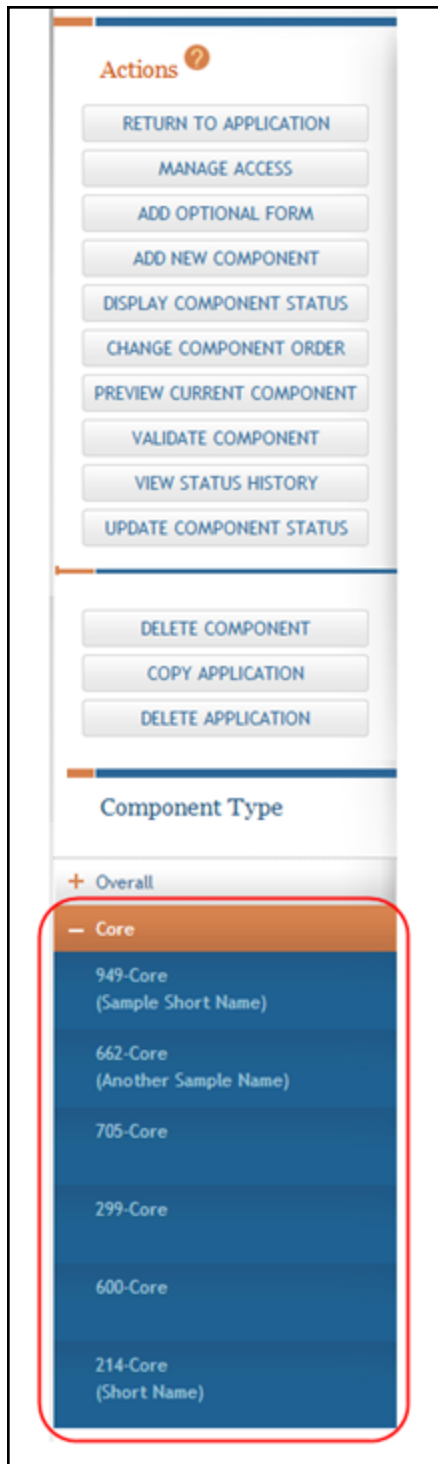 Actions ?
RETURN TO APPLICATION
MANAGE ACCESS
ADD OPTIONAL FORM
ADD NEW COMPONENT
DISPLAY COMPONENT STATUS
CHANGE COMPONENT ORDER
PREVIEW CURRENT COMPONENT
VALIDATE COMPONENT
VIEW STATUS HISTORY
UPDATE COMPONENT STATUS
DELETE COMPONENT
COPY APPLICATION
DELETE APPLICATION
Component Type
+ Overall
– Core
949-Core
(Sample Short Name)
662-Core
(Another Sample Name)
705-Core
299-Core
600-Core
214-Core
(Short Name)